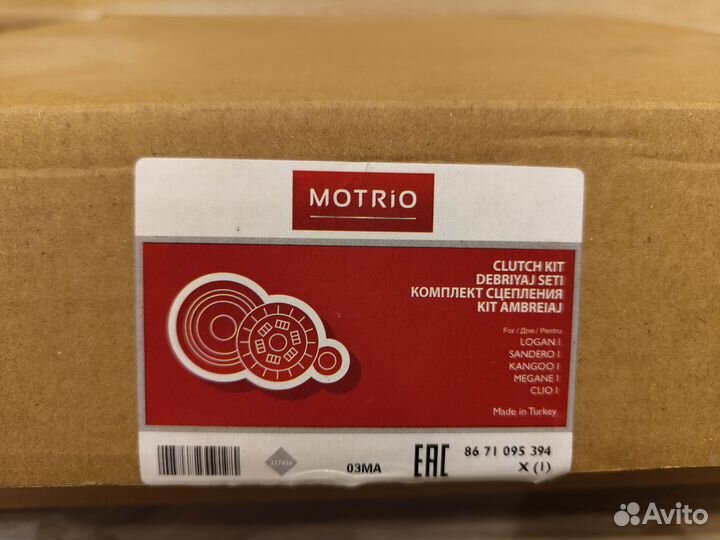 MOTRiO
CLUTCH KIT
DEBRIYAJ SETI
КОМПЛЕКТ СЦЕПЛЕНИЯ
KIT AMBREIAJ
For / Для / Pentru
LOGAN I
SANDERO I
KANGOO I
MEGANE I
CLIO I
Made in Turkey
03MA
EAC
86 71 095 394
X (1)
Avito